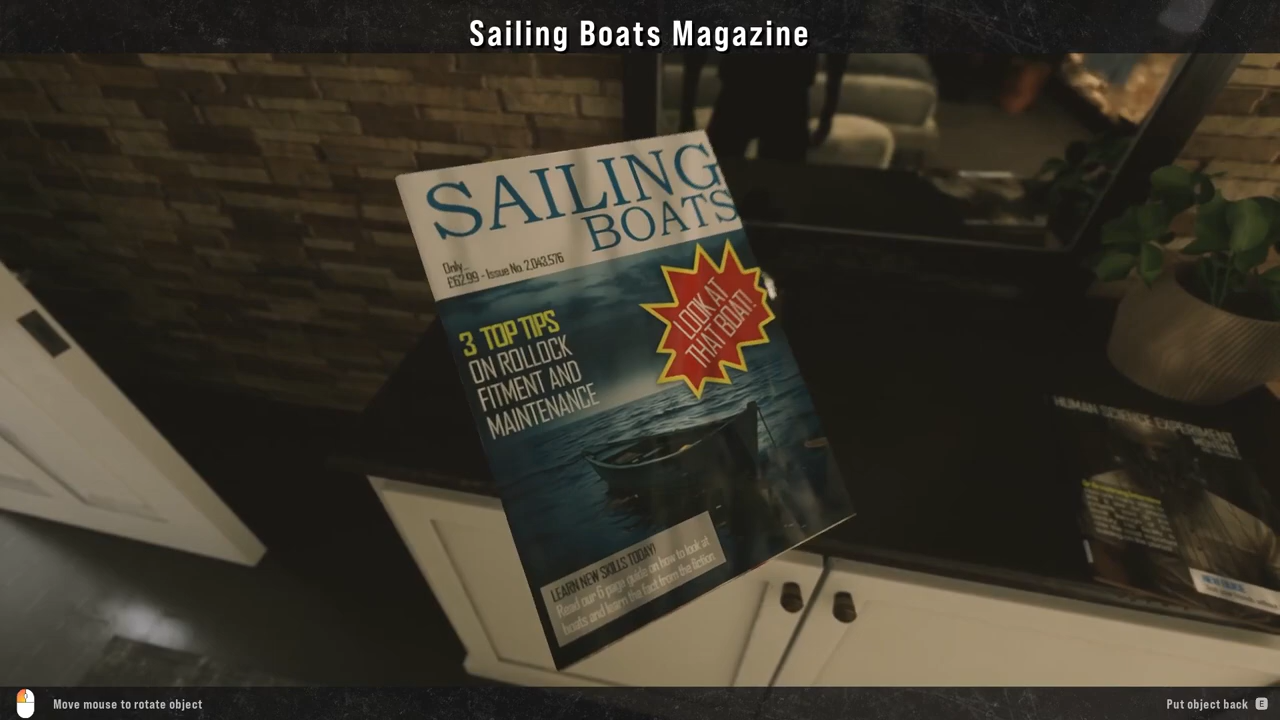 Sailing Boats Magazine
SAILING
BOATS
Only...
£62.99 - Issue No. 2,043,576
3 TOP TIPS
ON ROLLOCK
FITMENT AND
MAINTENANCE
LOOK AT
THAT BOAT!
LEARN NEW SKILLS TODAY!
Read our 6 page guide on how to look at
boats and learn the fact from the fiction.
HUMAN SCIENCE EXPERIMENT
Move mouse to rotate object
Put object back E